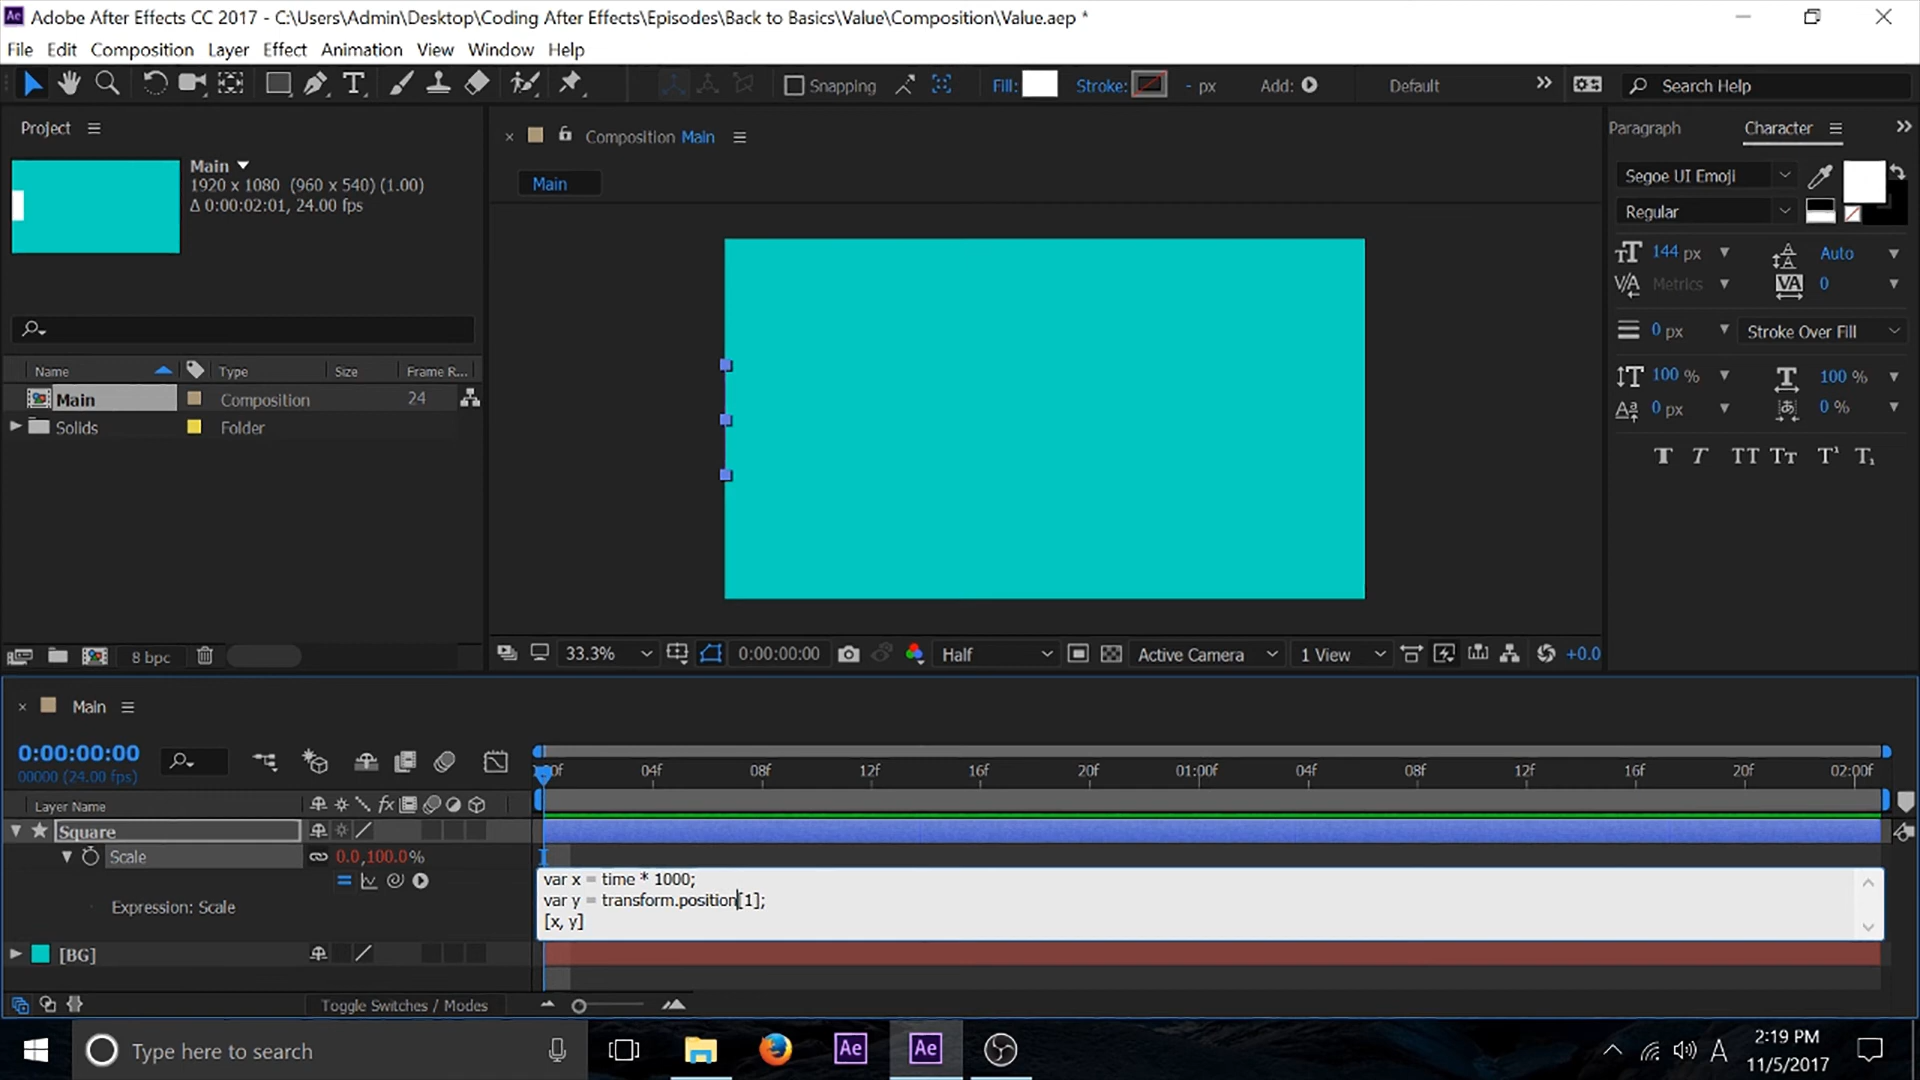 Adobe After Effects CC 2017 - C:\Users\Admin\Desktop\Coding After Effects\Episodes\Back to Basics\Value\Composition\Value.aep *
File Edit Composition Layer Effect Animation View Window Help
Snapping Fill: Stroke: - px Add: Default Search Help
Project
Main
1920 x 1080 (960 x 540) (1.00)
Δ 0:00:02:01, 24.00 fps
Name Type Size Frame R...
Main Composition 24
Solids Folder
8 bpc
Composition Main
Main
33.3% 0:00:00:00 Half Active Camera 1 View +0.0
Paragraph Character
Segoe UI Emoji
Regular
144 px Auto
Metrics 0
0 px Stroke Over Fill
100 % 100 %
0 px 0 %
T T TT Tt T¹ T₁
Main
0:00:00:00
00000 (24.00 fps)
04f 08f 12f 16f 20f 01:00f 04f 08f 12f 16f 20f 02:00f
Layer Name
Square
Scale 0.0,100.0%
Expression: Scale
var x = time * 1000;
var y = transform.position[1];
[x, y]
[BG]
Toggle Switches / Modes
Type here to search
Ae Ae
A
2:19 PM
11/5/2017